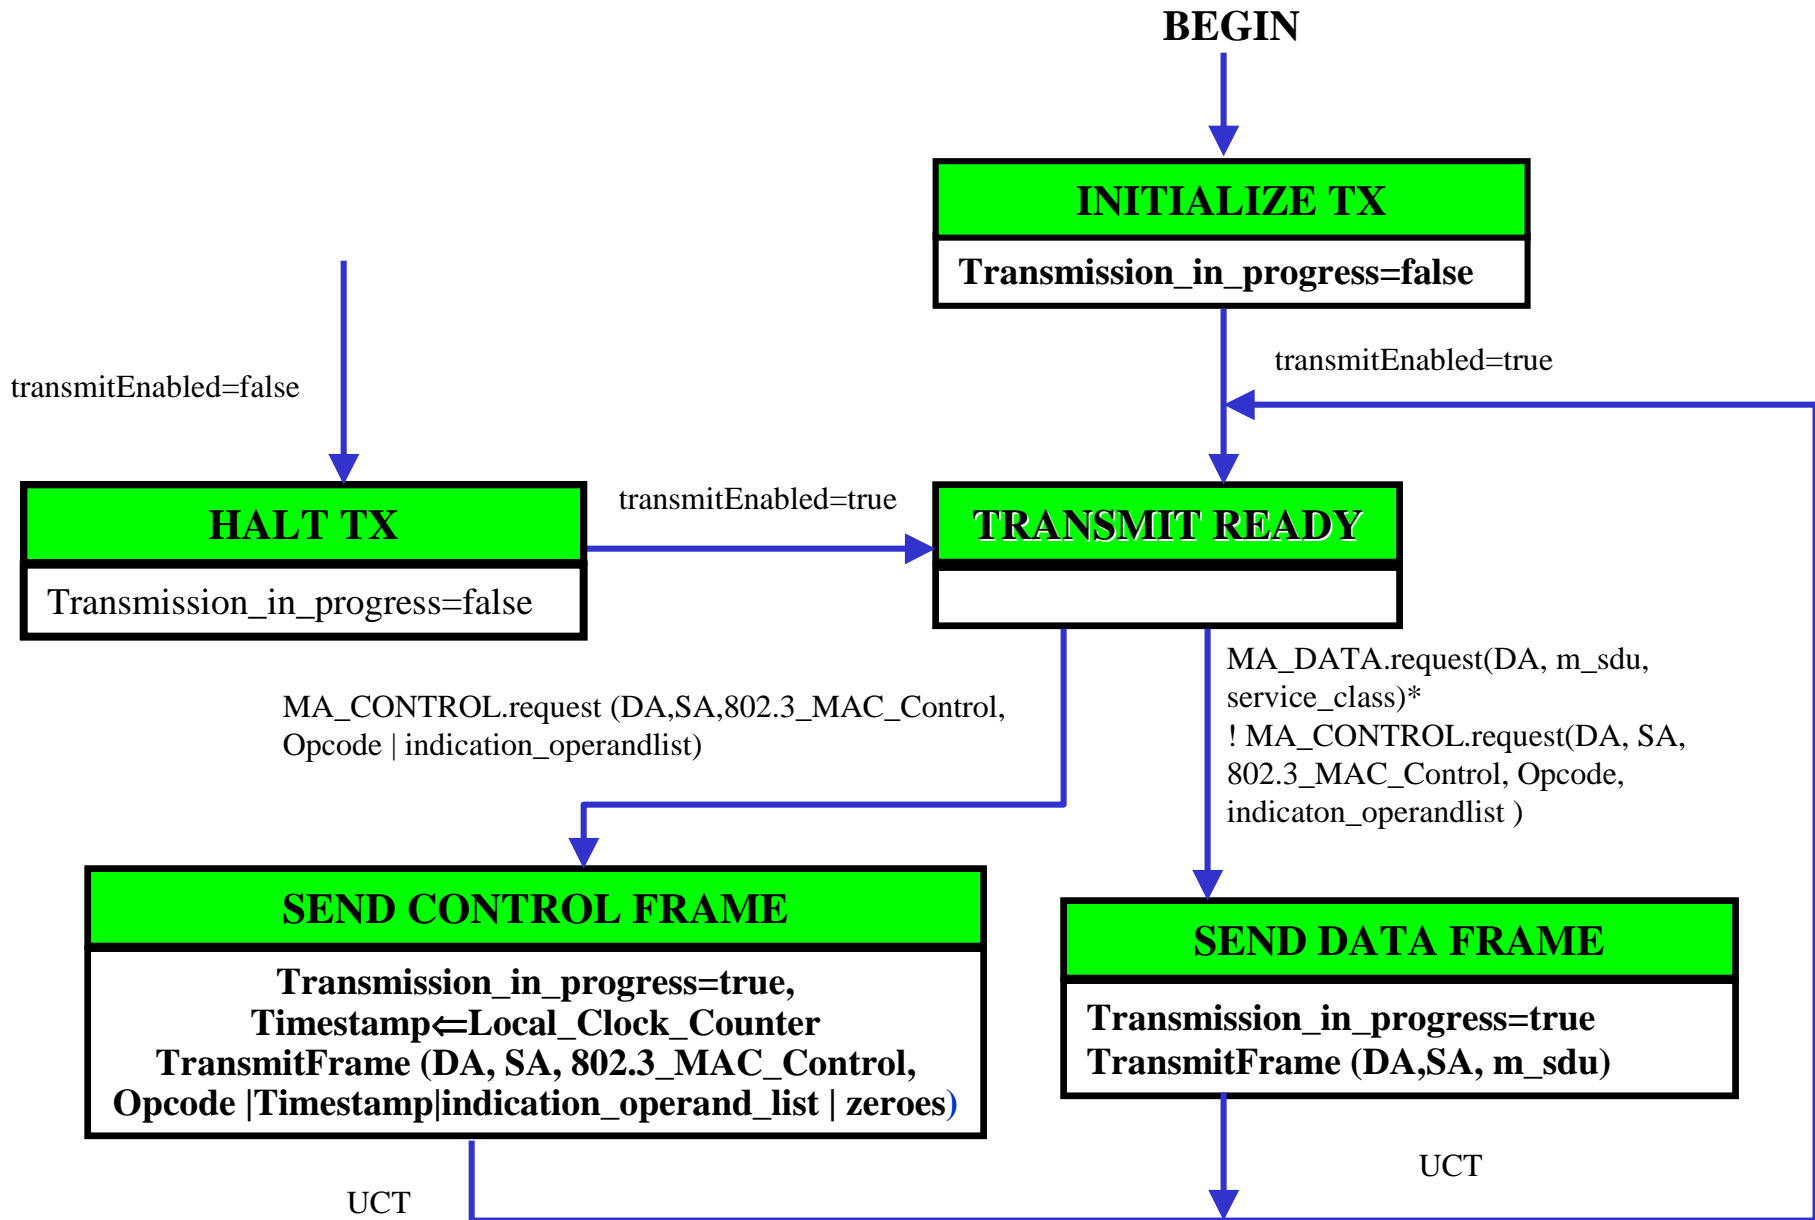 BEGIN
INITIALIZE TX
Transmission_in_progress=false
transmitEnabled=true
transmitEnabled=false
HALT TX
Transmission_in_progress=false
transmitEnabled=true
TRANSMIT READY
MA_CONTROL.request (DA,SA,802.3_MAC_Control,
Opcode | indication_operandlist)
MA_DATA.request(DA, m_sdu,
service_class)*
! MA_CONTROL.request(DA, SA,
802.3_MAC_Control, Opcode,
indicaton_operandlist )
SEND CONTROL FRAME
Transmission_in_progress=true,
Timestamp⇐Local_Clock_Counter
TransmitFrame (DA, SA, 802.3_MAC_Control,
Opcode |Timestamp|indication_operand_list | zeroes)
UCT
SEND DATA FRAME
Transmission_in_progress=true
TransmitFrame (DA,SA, m_sdu)
UCT